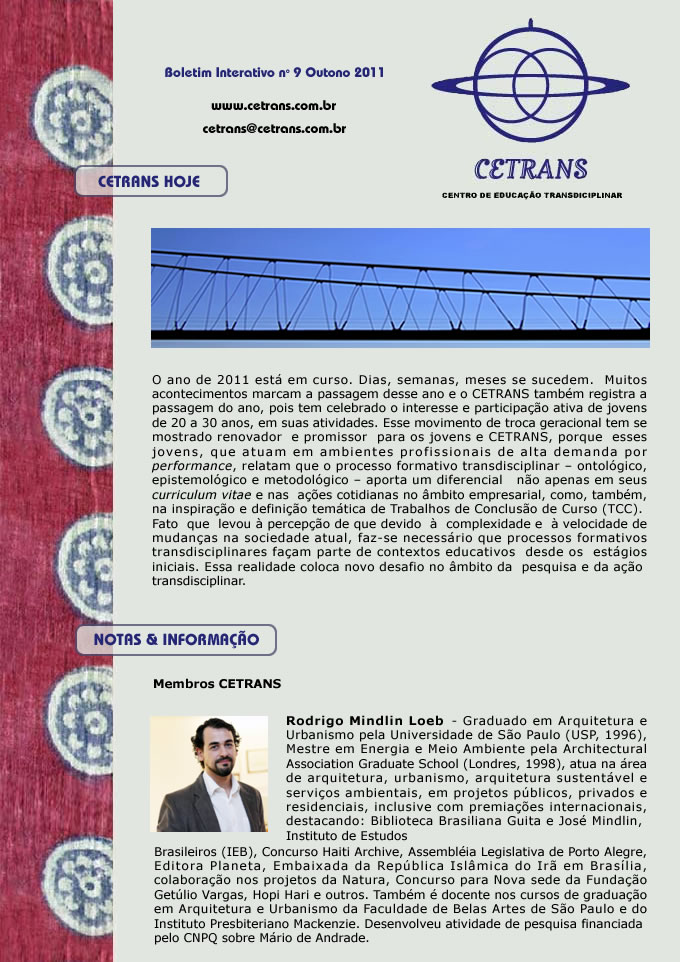 Boletim Interativo nº 9 Outono 2011
www.cetrans.com.br
cetrans@cetrans.com.br
CETRANS
CENTRO DE EDUCAÇÃO TRANSDICIPLINAR
CETRANS HOJE
O ano de 2011 está em curso. Dias, semanas, meses se sucedem. Muitos
acontecimentos marcam a passagem desse ano e o CETRANS também registra a
passagem do ano, pois tem celebrado o interesse e participação ativa de jovens
de 20 a 30 anos, em suas atividades. Esse movimento de troca geracional tem se
mostrado renovador e promissor para os jovens e CETRANS, porque esses
jovens, que atuam em ambientes profissionais de alta demanda por
performance, relatam que o processo formativo transdisciplinar – ontológico,
epistemológico e metodológico – aporta um diferencial não apenas em seus
curriculum vitae e nas ações cotidianas no âmbito empresarial, como, também,
na inspiração e definição temática de Trabalhos de Conclusão de Curso (TCC).
Fato que levou à percepção de que devido à complexidade e à velocidade de
mudanças na sociedade atual, faz-se necessário que processos formativos
transdisciplinares façam parte de contextos educativos desde os estágios
iniciais. Essa realidade coloca novo desafio no âmbito da pesquisa e da ação
transdisciplinar.
NOTAS & INFORMAÇÃO
Membros CETRANS
Rodrigo Mindlin Loeb - Graduado em Arquitetura e
Urbanismo pela Universidade de São Paulo (USP, 1996),
Mestre em Energia e Meio Ambiente pela Architectural
Association Graduate School (Londres, 1998), atua na área
de arquitetura, urbanismo, arquitetura sustentável e
serviços ambientais, em projetos públicos, privados e
residenciais, inclusive com premiações internacionais,
destacando: Biblioteca Brasiliana Guita e José Mindlin,
Instituto de Estudos
Brasileiros (IEB), Concurso Haiti Archive, Assembléia Legislativa de Porto Alegre,
Editora Planeta, Embaixada da República Islâmica do Irã em Brasília,
colaboração nos projetos da Natura, Concurso para Nova sede da Fundação
Getúlio Vargas, Hopi Hari e outros. Também é docente nos cursos de graduação
em Arquitetura e Urbanismo da Faculdade de Belas Artes de São Paulo e do
Instituto Presbiteriano Mackenzie. Desenvolveu atividade de pesquisa financiada
pelo CNPQ sobre Mário de Andrade.